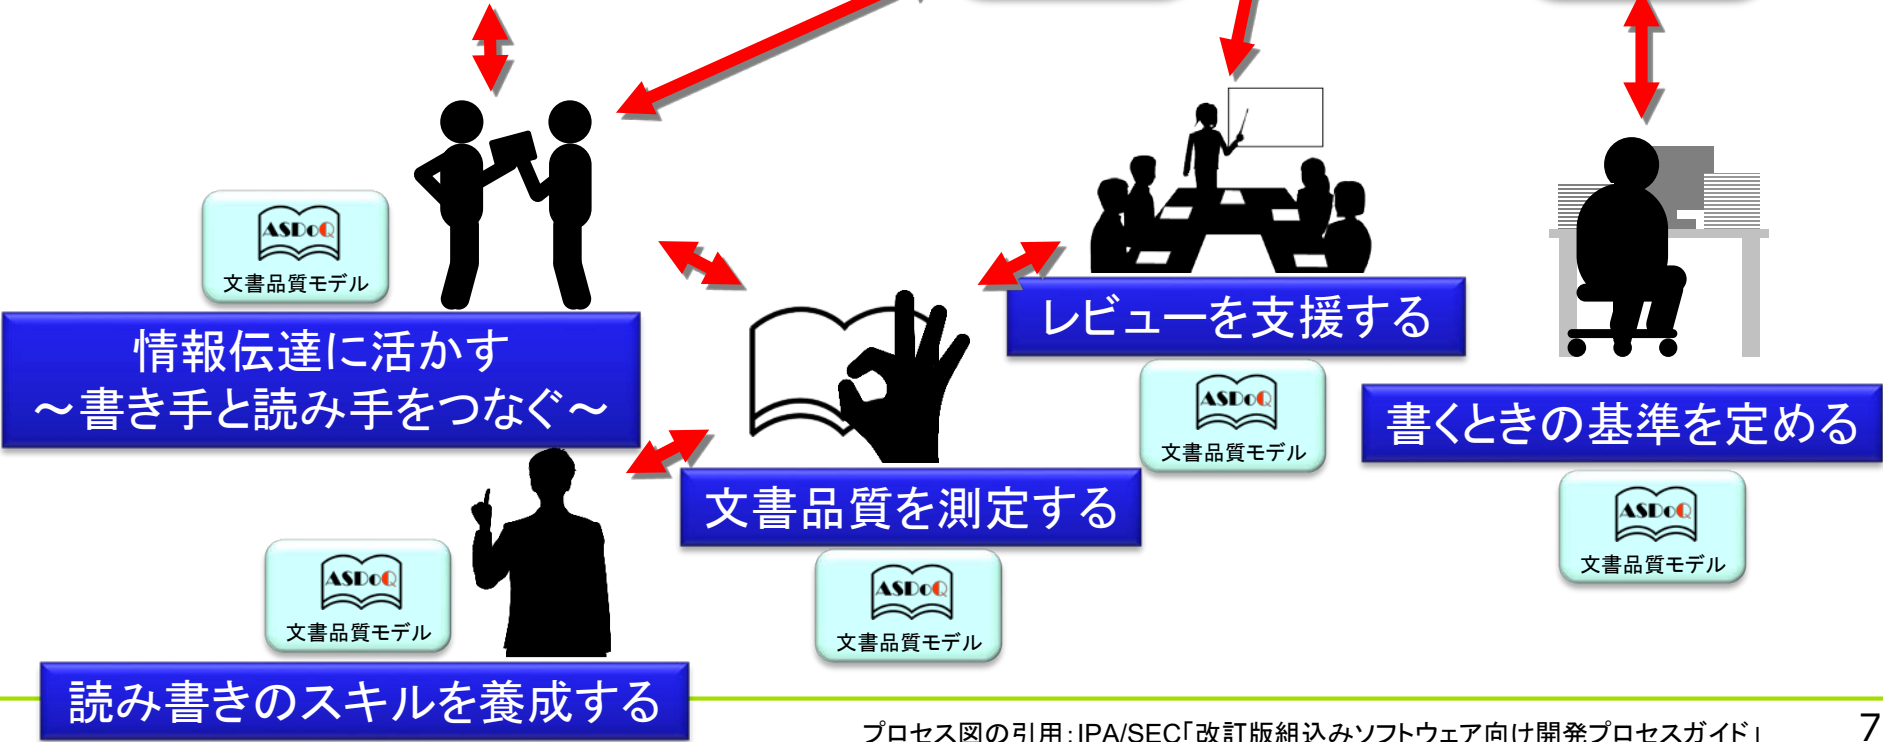 ASDoQ
文書品質モデル
情報伝達に活かす
～書き手と読み手をつなぐ～
レビューを支援する
ASDoQ
文書品質モデル
書くときの基準を定める
ASDoQ
文書品質モデル
文書品質を測定する
ASDoQ
文書品質モデル
ASDoQ
文書品質モデル
読み書きのスキルを養成する
プロセス図の引用：IPA/SEC「改訂版組込みソフトウェア向け開発プロセスガイド」
7